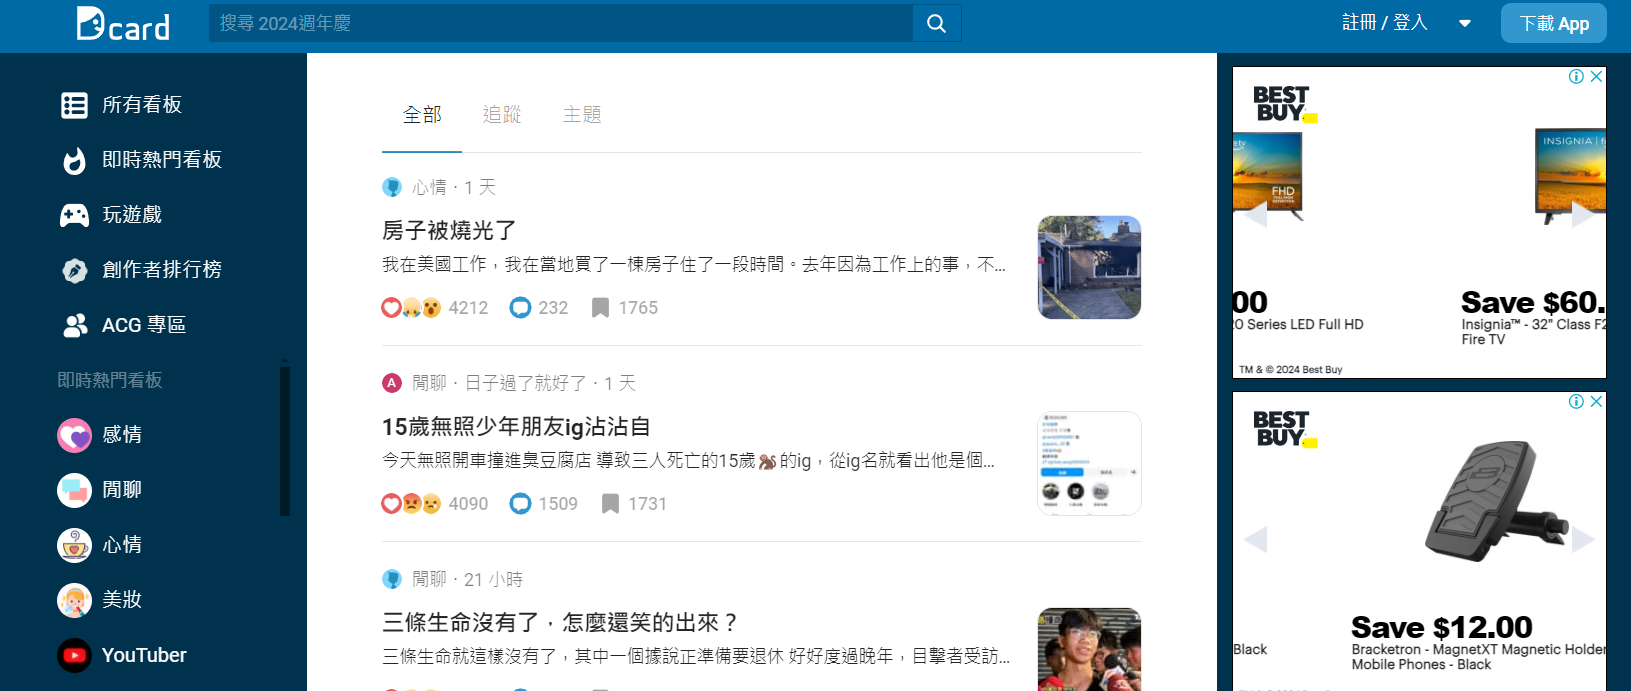 Dcard
搜尋 2024週年慶
註冊 / 登入
下載 App
所有看板
即時熱門看板
玩遊戲
創作者排行榜
ACG 專區
即時熱門看板
感情
閒聊
心情
美妝
YouTuber
全部
追蹤
主題
心情 · 1 天
房子被燒光了
我在美國工作，我在當地買了一棟房子住了一段時間。去年因為工作上的事，不...
4212
232
1765
A
閒聊 · 日子過了就好了 · 1 天
15歲無照少年朋友ig沾沾自
今天無照開車撞進臭豆腐店 導致三人死亡的15歲🐒的ig，從ig名就看出他是個...
4090
1509
1731
閒聊 · 21 小時
三條生命沒有了．怎麼還笑的出來？
三條生命就這樣沒有了，其中一個據說正準備要退休 好好度過晚年，目擊者受訪...
BEST
BUY
FHD
INSIGNIA
00
Save $60.
0 Series LED Full HD
Insignia™ - 32" Class F2
Fire TV
TM & © 2024 Best Buy
BEST
BUY
Save $12.00
Black
Bracketron - MagnetXT Magnetic Holder
Mobile Phones - Black